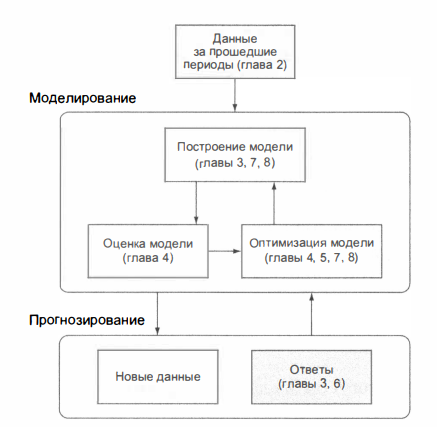 Данные
за прошедшие
периоды (глава 2)
Моделирование
Построение модели
(главы 3, 7, 8)
Оценка модели
(глава 4)
Оптимизация модели
(главы 4, 5, 7, 8)
Прогнозирование
Новые данные
Ответы
(главы 3, 6)